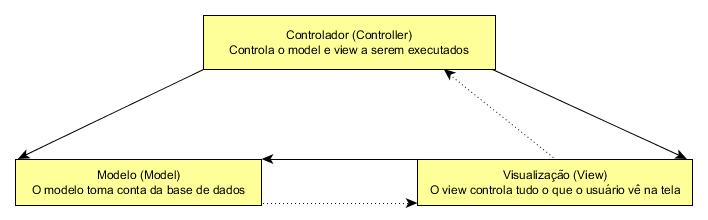 Controlador (Controller)
Controla o model e view a serem executados
Modelo (Model)
O modelo toma conta da base de dados
Visualização (View)
O view controla tudo o que o usuário vê na tela